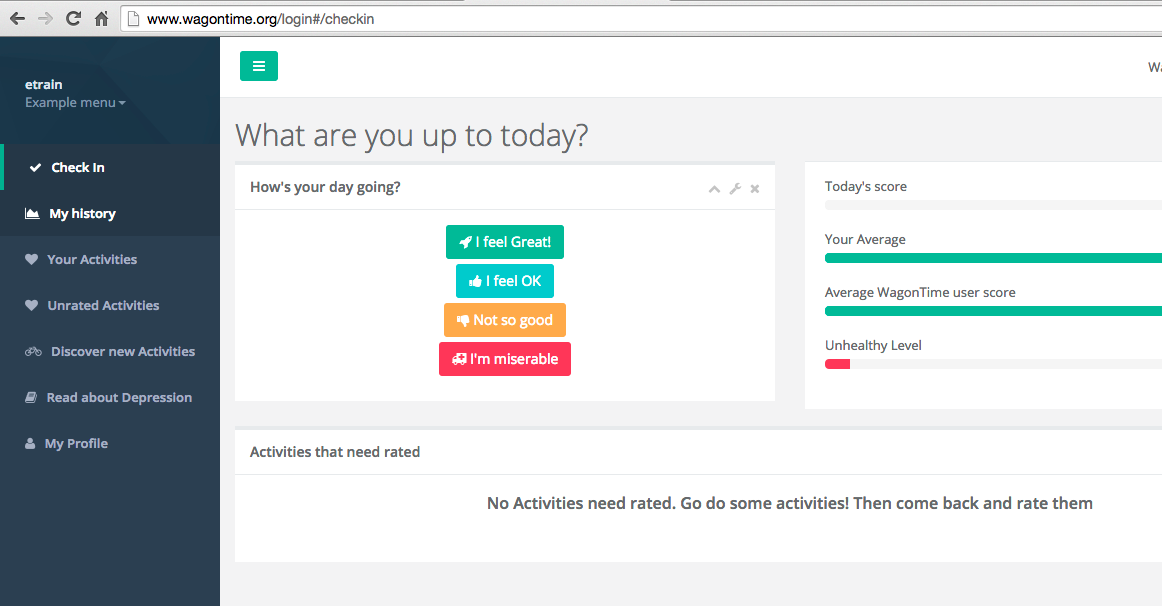 www.wagontime.org/login#/checkin
etrain
Example menu
Check In
My history
Your Activities
Unrated Activities
Discover new Activities
Read about Depression
My Profile
What are you up to today?
How's your day going?
I feel Great!
I feel OK
Not so good
I'm miserable
Today's score
Your Average
Average WagonTime user score
Unhealthy Level
Activities that need rated
No Activities need rated. Go do some activities! Then come back and rate them